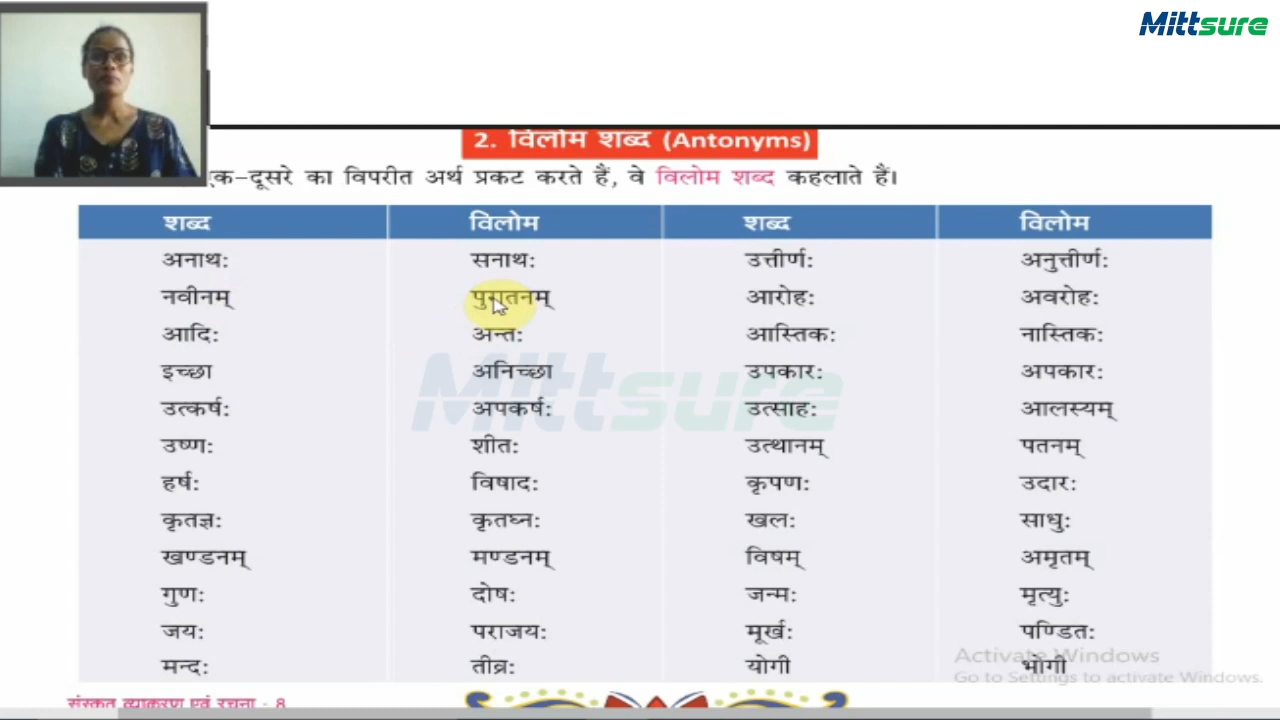 Mittsure
2. विलोम शब्द (Antonyms)
एक-दूसरे का विपरीत अर्थ प्रकट करते हैं, वे विलोम शब्द कहलाते हैं।
शब्द विलोम शब्द विलोम
अनाथः सनाथः उत्तीर्णः अनुत्तीर्णः
नवीनम् पुरातनम् आरोहः अवरोहः
आदिः अन्तः आस्तिकः नास्तिकः
इच्छा अनिच्छा उपकारः अपकारः
उत्कर्षः अपकर्षः उत्साहः आलस्यम्
उष्णः शीतः उत्थानम् पतनम्
हर्षः विषादः कृपणः उदारः
कृतज्ञः कृतघ्नः खलः साधुः
खण्डनम् मण्डनम् विषम् अमृतम्
गुणः दोषः जन्मः मृत्युः
जयः पराजयः मूर्खः पण्डितः
मन्दः तीव्रः योगी भोगी
Mittsure
Activate Windows
Go to Settings to activate Windows.
संस्कृत व्याकरण एवं रचना - 8